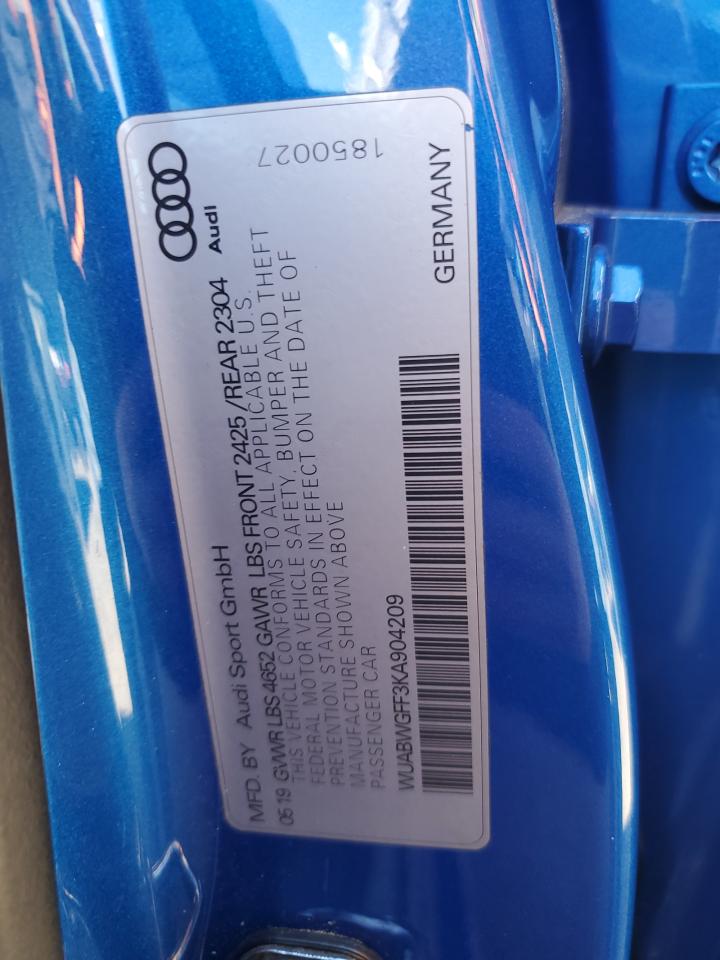 MFD. BY Audi Sport GmbH
05 19 GVWR LBS 4652 GAWR LBS FRONT 2425 /REAR 2304
THIS VEHICLE CONFORMS TO ALL APPLICABLE U.S.
FEDERAL MOTOR VEHICLE SAFETY, BUMPER AND THEFT
PREVENTION STANDARDS IN EFFECT ON THE DATE OF
MANUFACTURE SHOWN ABOVE
PASSENGER CAR
WUABWGFF3KA904209
Audi
GERMANY
1850027